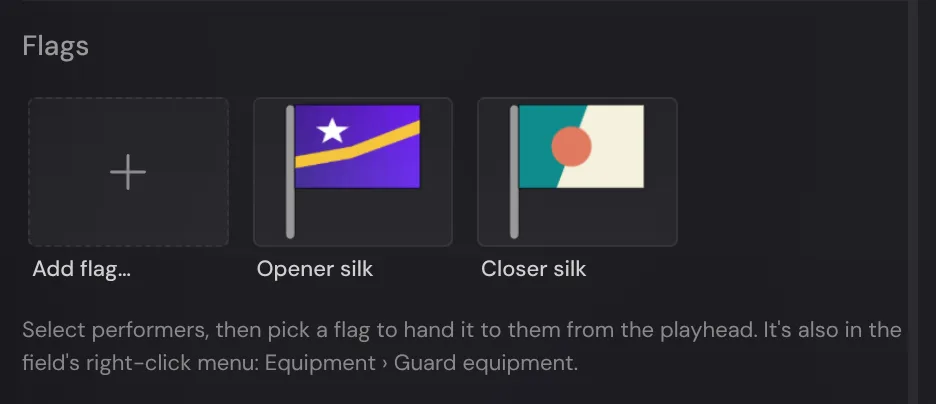 Flags
Add flag...
Opener silk
Closer silk
Select performers, then pick a flag to hand it to them from the playhead. It's also in the
field's right-click menu: Equipment › Guard equipment.